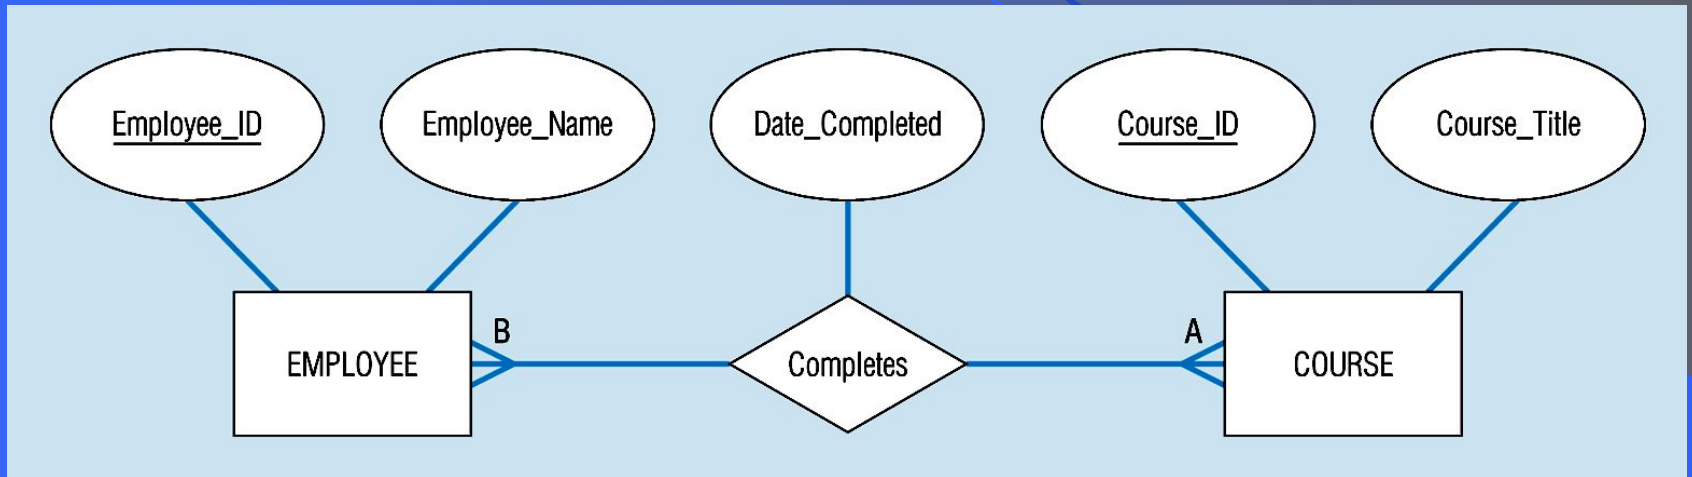 Employee_ID
Employee_Name
Date_Completed
Course_ID
Course_Title
B
A
EMPLOYEE
Completes
COURSE